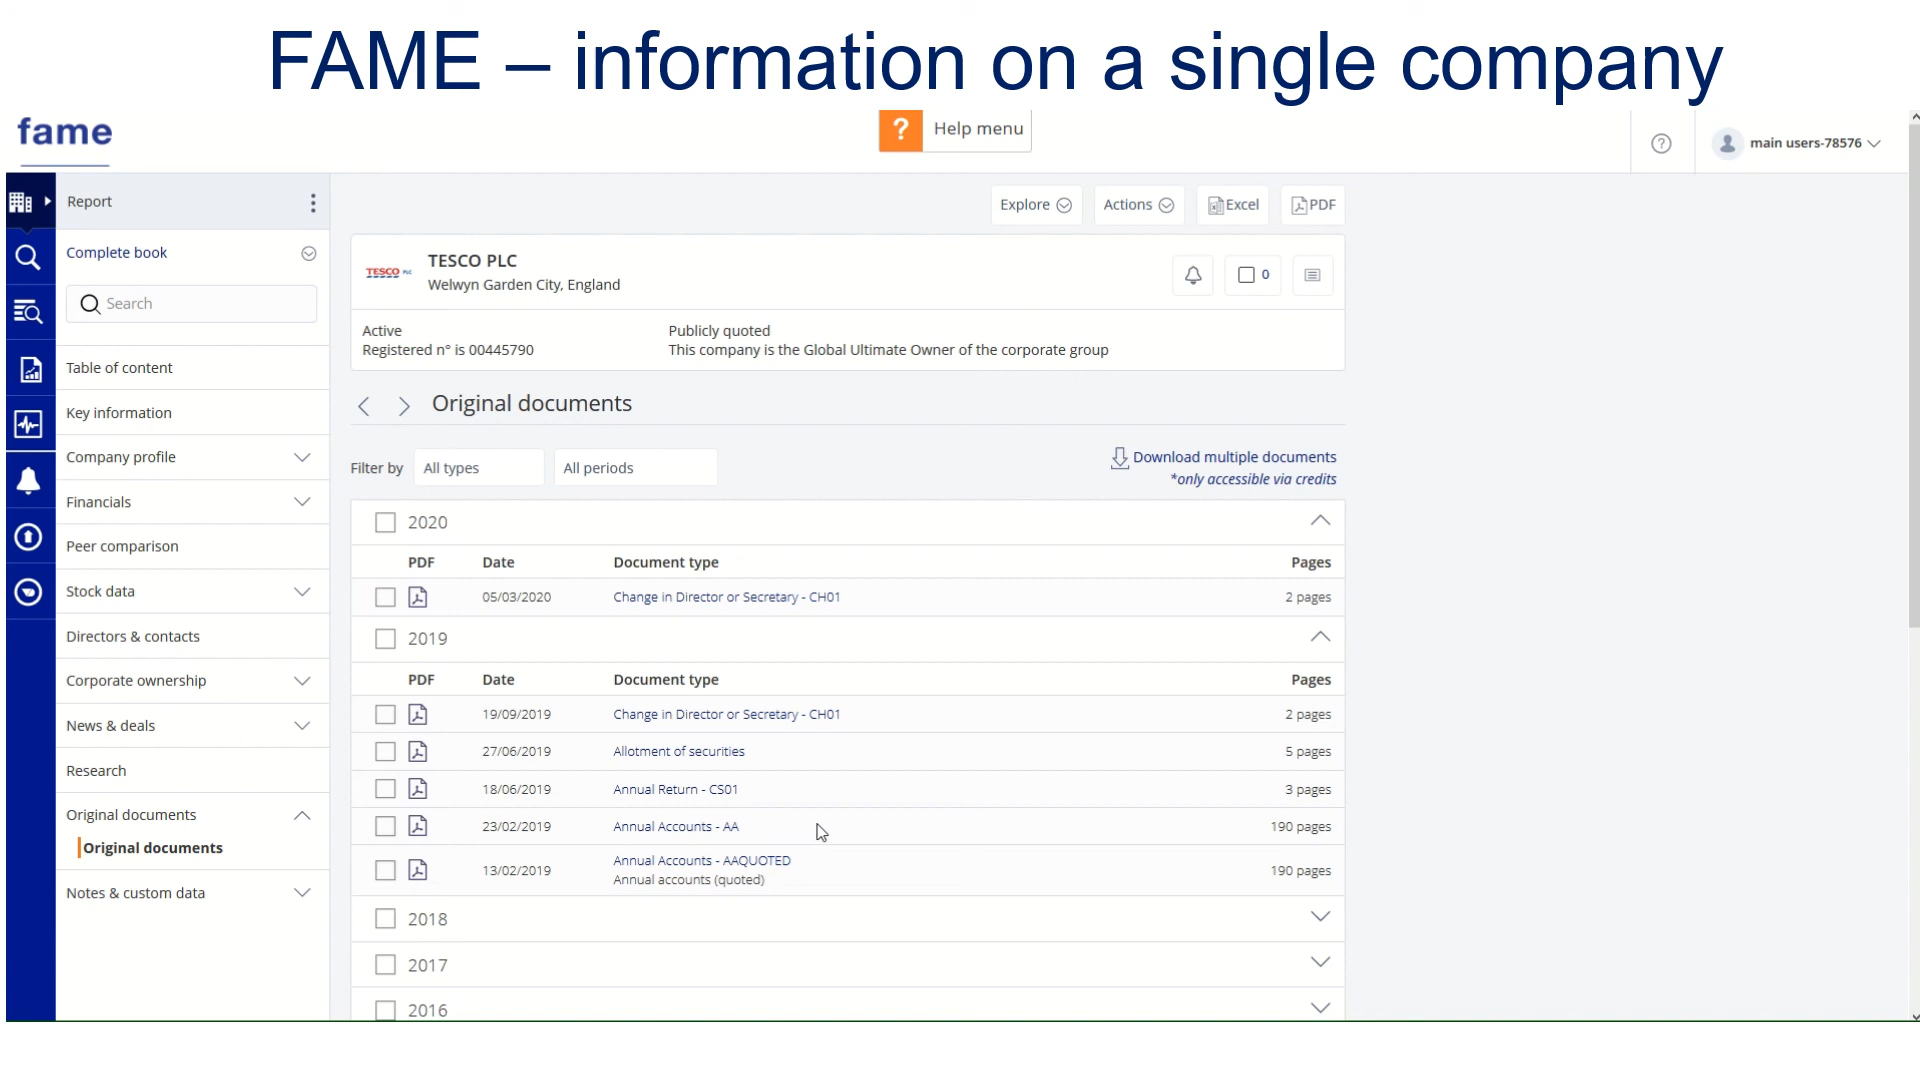 FAME – information on a single company
fame
? Help menu
?
main users-78576
Report
Complete book
Search
Table of content
Key information
Company profile
Financials
Peer comparison
Stock data
Directors & contacts
Corporate ownership
News & deals
Research
Original documents
Original documents
Notes & custom data
Explore
Actions
Excel
PDF
TESCO PLC
TESCO PLC
Welwyn Garden City, England
0
Active
Publicly quoted
Registered n° is 00445790
This company is the Global Ultimate Owner of the corporate group
Original documents
Filter by
All types
All periods
Download multiple documents
*only accessible via credits
2020
PDF Date Document type Pages
05/03/2020 Change in Director or Secretary - CH01 2 pages
2019
PDF Date Document type Pages
19/09/2019 Change in Director or Secretary - CH01 2 pages
27/06/2019 Allotment of securities 5 pages
18/06/2019 Annual Return - CS01 3 pages
23/02/2019 Annual Accounts - AA 190 pages
13/02/2019 Annual Accounts - AAQUOTED 190 pages
Annual accounts (quoted)
2018
2017
2016